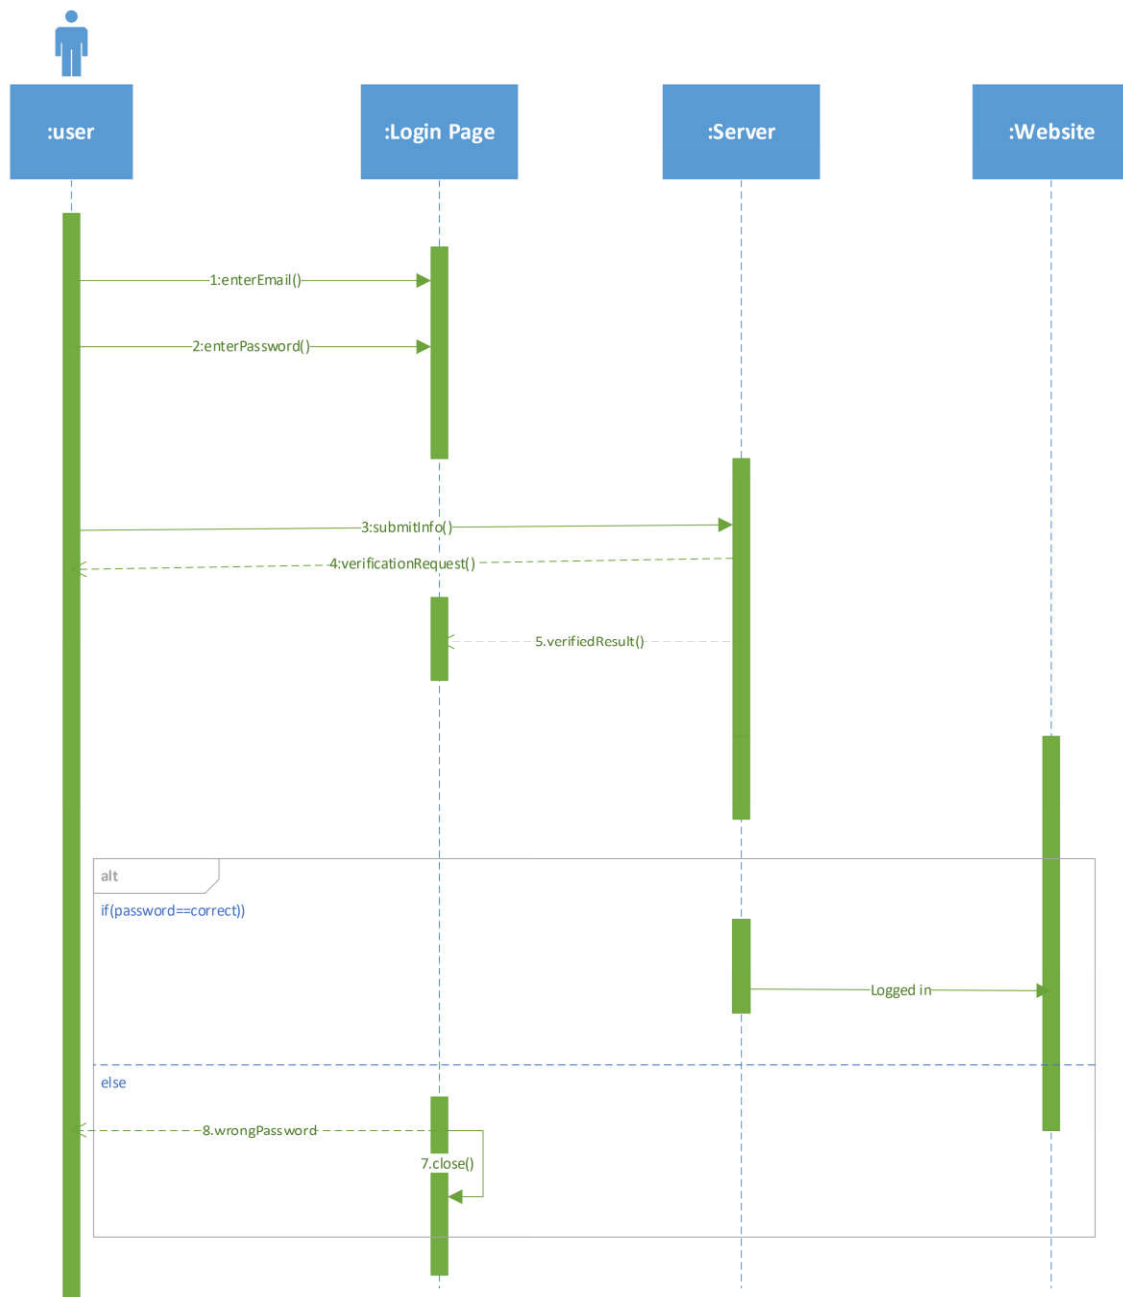 :user
:Login Page
:Server
:Website
1:enterEmail()
2:enterPassword()
3:submitInfo()
4:verificationRequest()
5.verifiedResult()
alt
if(password==correct))
Logged in
else
8.wrongPassword
7.close()